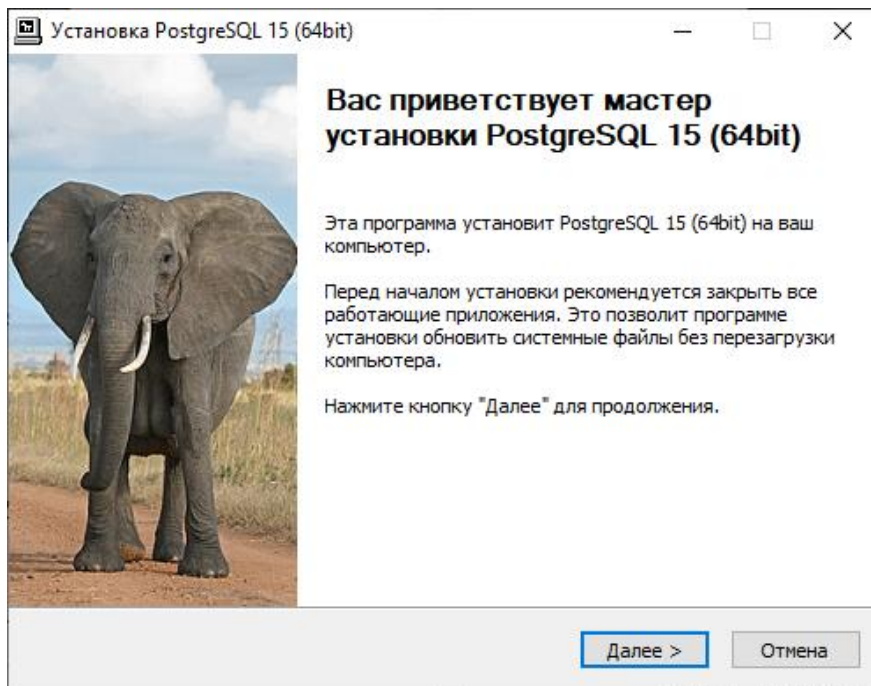 Установка PostgreSQL 15 (64bit)
Вас приветствует мастер
установки PostgreSQL 15 (64bit)
Эта программа установит PostgreSQL 15 (64bit) на ваш
компьютер.
Перед началом установки рекомендуется закрыть все
работающие приложения. Это позволит программе
установки обновить системные файлы без перезагрузки
компьютера.
Нажмите кнопку "Далее" для продолжения.
Далее >
Отмена